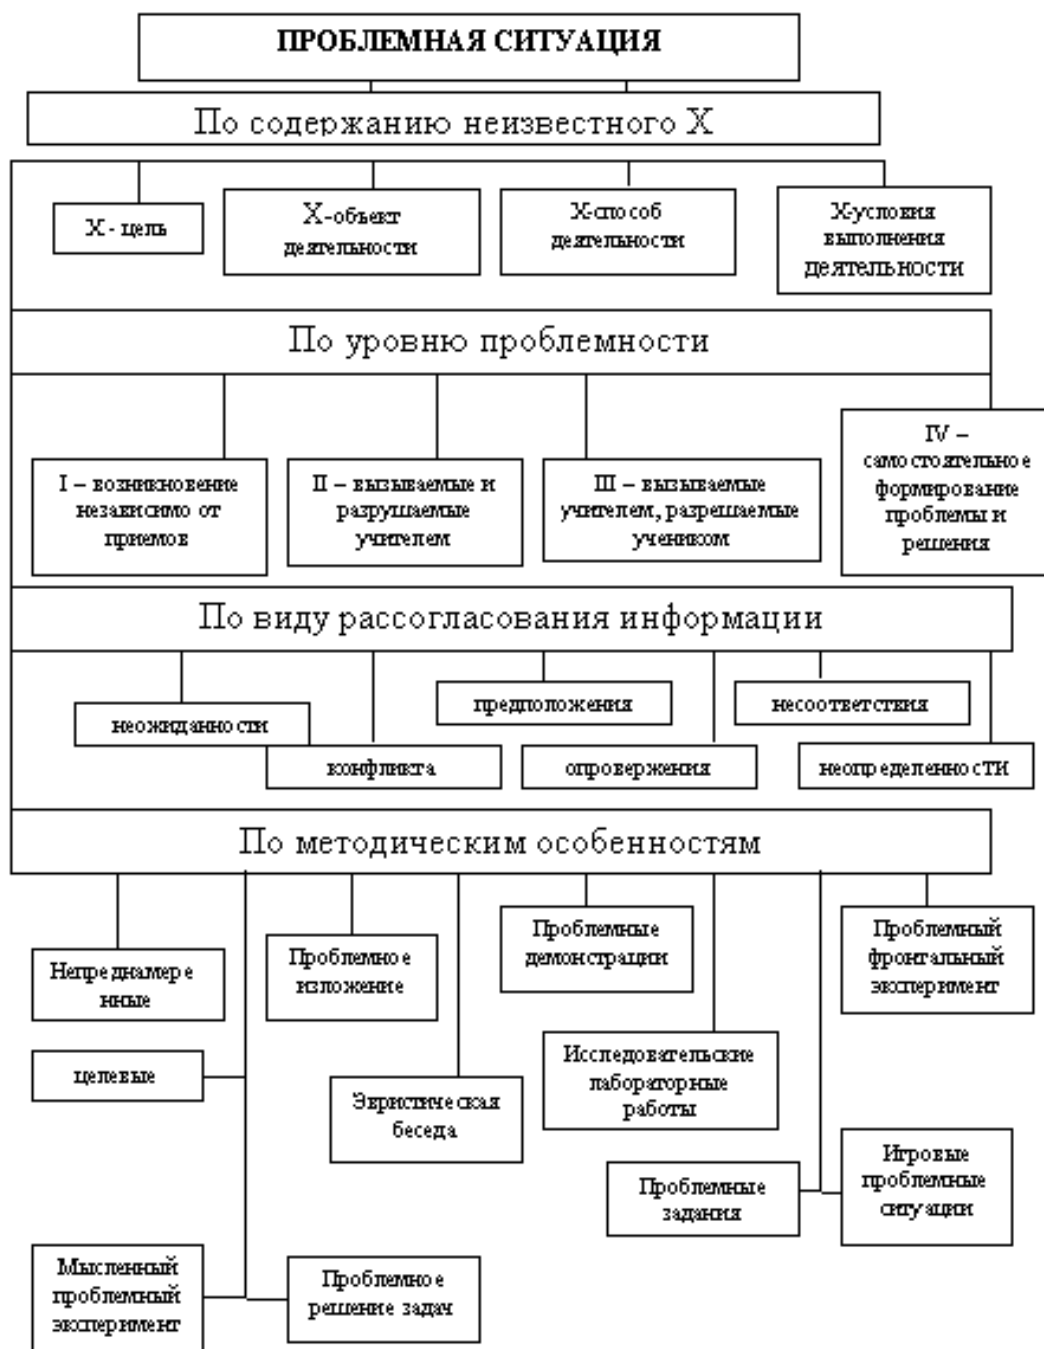 ПРОБЛЕМНАЯ СИТУАЦИЯ
По содержанию неизвестного X
X - цель
X-объект
деятельности
X-способ
деятельности
X-условия
выполнения
деятельности
По уровню проблемности
I – возникновение
независимо от
приемов
II – вызываемые и
разрушаемые
учителем
III – вызываемые
учителем, разрешаемые
учеником
IV –
самостоятельное
формирование
проблемы и
решения
По виду рассогласования информации
неожиданности
конфликта
предположения
опровержения
несоответствия
неопределенносТИ
По методическим особенностям
Непреднамере
нные
целевые
Проблемное
изложение
Эвристическая
беседа
Проблемные
демонстрации
Исследовательские
лабораторные
работы
Проблемный
фронтальный
эксперимент
Проблемные
задания
Игровые
проблемные
ситуации
Мысленный
проблемный
эксперимент
Проблемное
решение задач